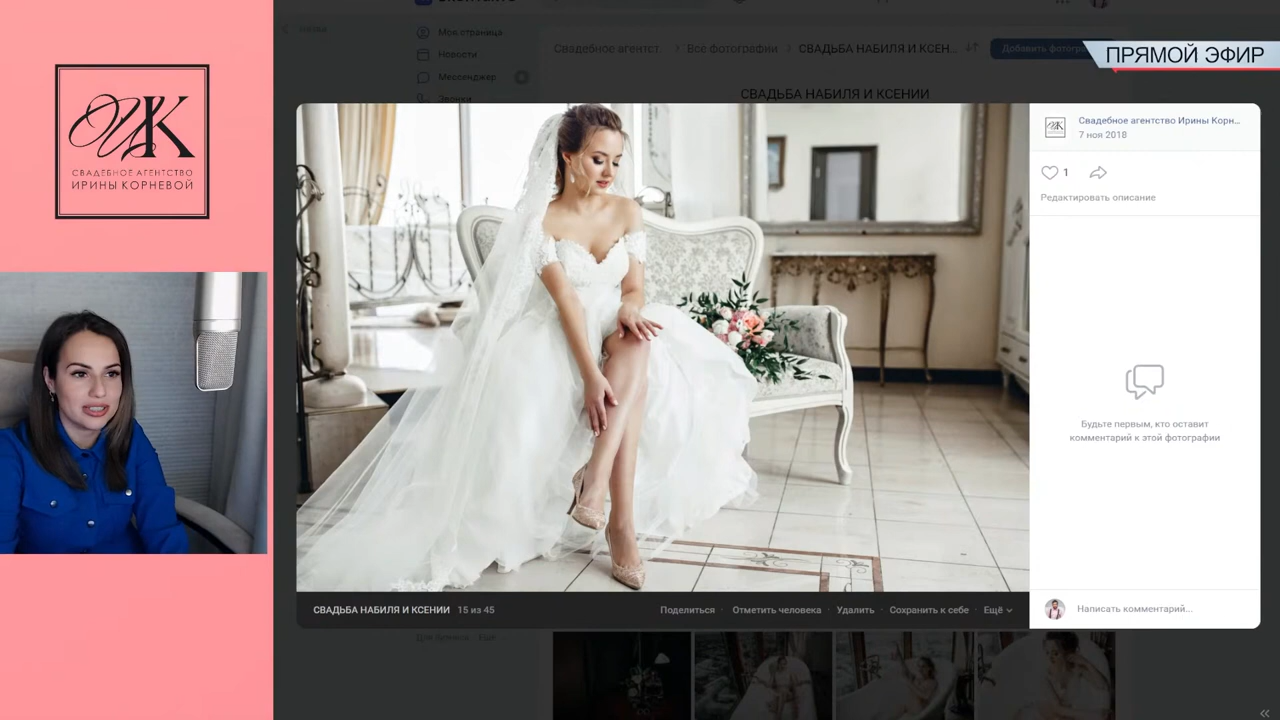 СВАДЕБНОЕ АГЕНТСТВО
ИРИНЫ КОРНЕВОЙ
ПРЯМОЙ ЭФИР
Моя страница
Новости
Мессенджер
Звонки
Свадебное агентст... › Все фотографии › СВАДЬБА НАБИЛЯ И КСЕН...
СВАДЬБА НАБИЛЯ И КСЕНИИ
Свадебное агентство Ирины Корн...
7 ноя 2018
1
Редактировать описание
Будьте первым, кто оставит
комментарий к этой фотографии
Написать комментарий...
СВАДЬБА НАБИЛЯ И КСЕНИИ 15 из 45
Поделиться · Отметить человека · Удалить · Сохранить к себе · Ещё